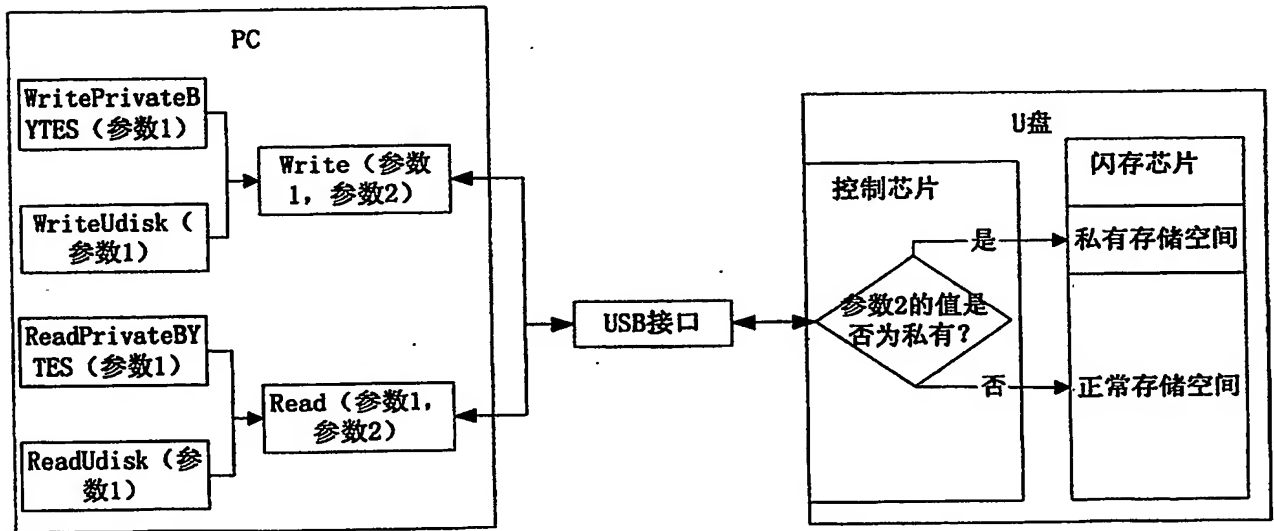 PC
WritePrivateB
YTES（参数1）
Write（参数
1，参数2）
WriteUdisk（
参数1）
ReadPrivateBY
TES（参数1）
Read（参数1，
参数2）
ReadUdisk（参
数1）
USB接口
U盘
控制芯片
参数2的值是
否为私有？
是
否
闪存芯片
私有存储空间
正常存储空间